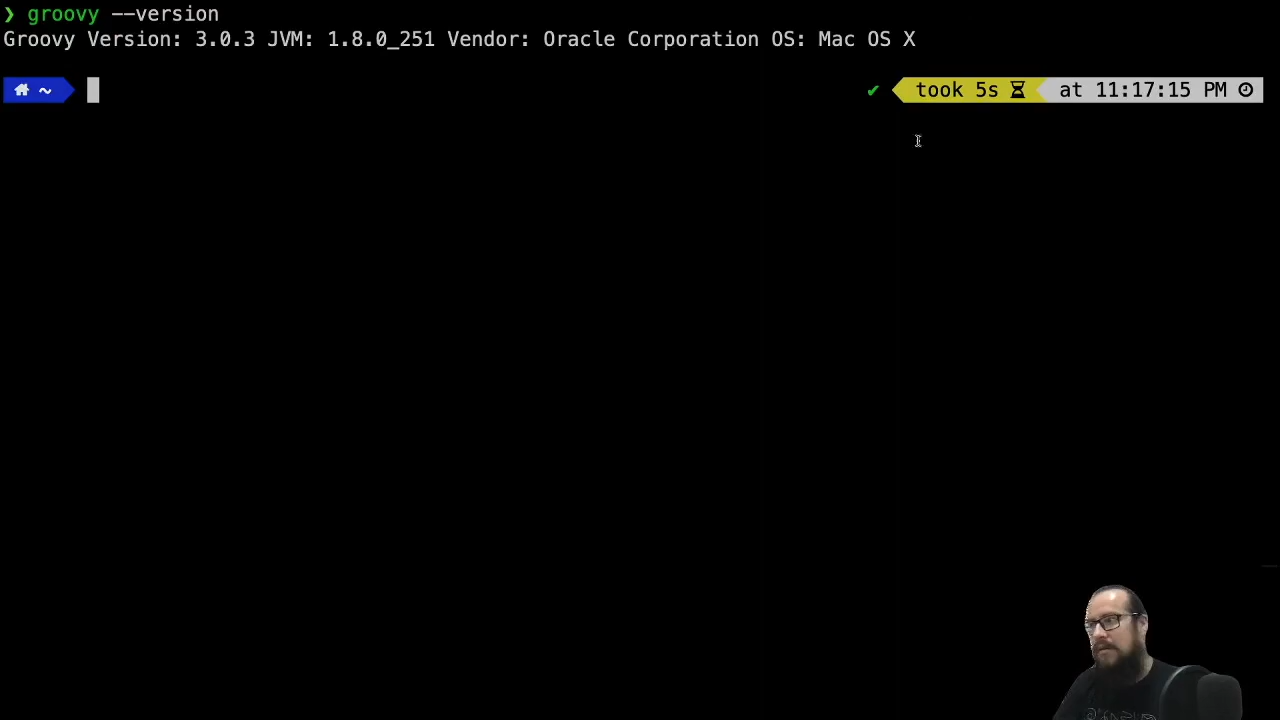 ❯ groovy --version
Groovy Version: 3.0.3 JVM: 1.8.0_251 Vendor: Oracle Corporation OS: Mac OS X
~ ✔ took 5s at 11:17:15 PM